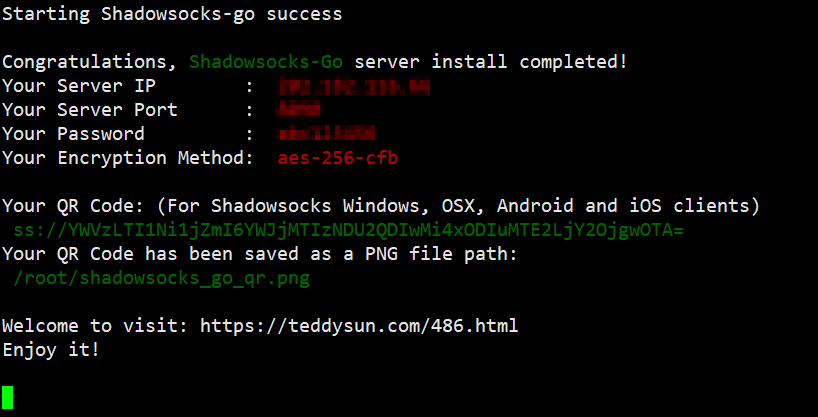 Starting Shadowsocks-go success
Congratulations, Shadowsocks-Go server install completed!
Your Server IP        :
Your Server Port      :
Your Password         :
Your Encryption Method:  aes-256-cfb
Your QR Code: (For Shadowsocks Windows, OSX, Android and iOS clients)
ss://YWVzLTI1Ni1jZmI6YWJjMTIzNDU2QDIwMi4xODIuMTE2LjY2OjgwOTA=
Your QR Code has been saved as a PNG file path:
/root/shadowsocks_go_qr.png
Welcome to visit: https://teddysun.com/486.html
Enjoy it!